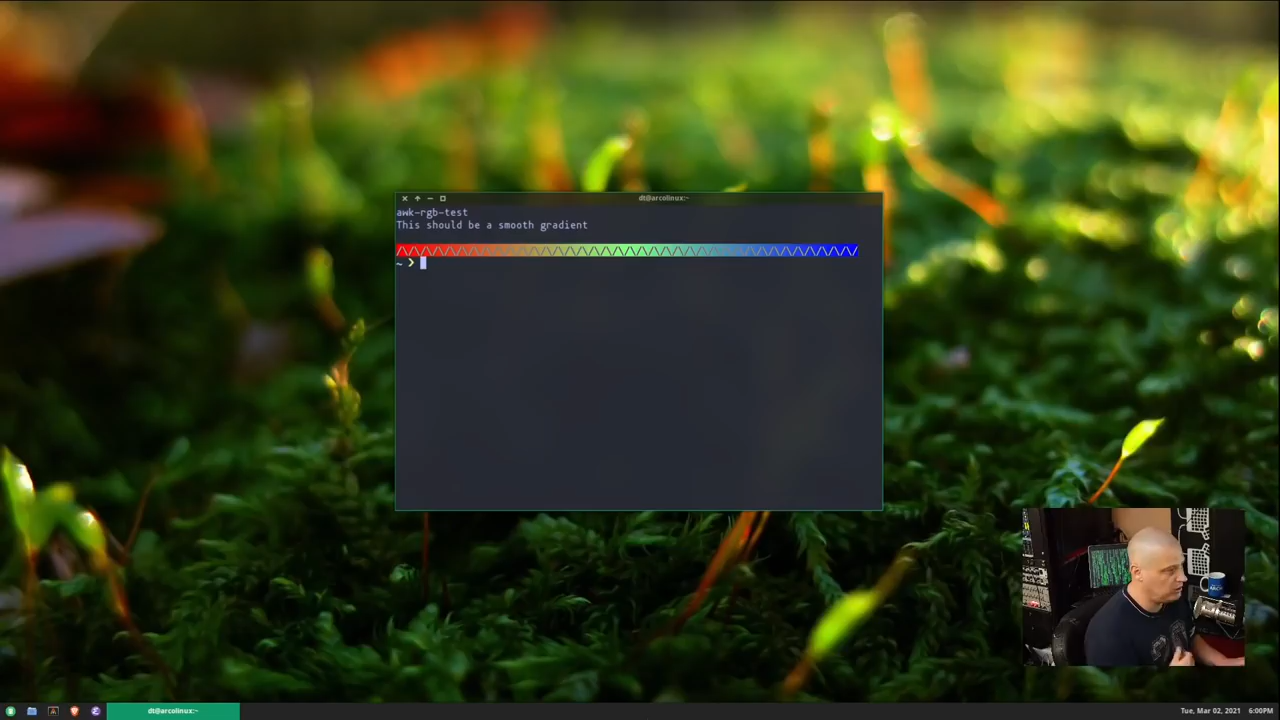 dt@arcolinux:~
awk-rgb-test
This should be a smooth gradient
/\/\/\/\/\/\/\/\/\/\/\/\/\/\/\/\/\/\/\/\/\/\/\/\/\/\/\/\/\/\/\/\/\/\/\/\/\/\/\
~ ❯
dt@arcolinux:~
Tue, Mar 02, 2021 6:00PM